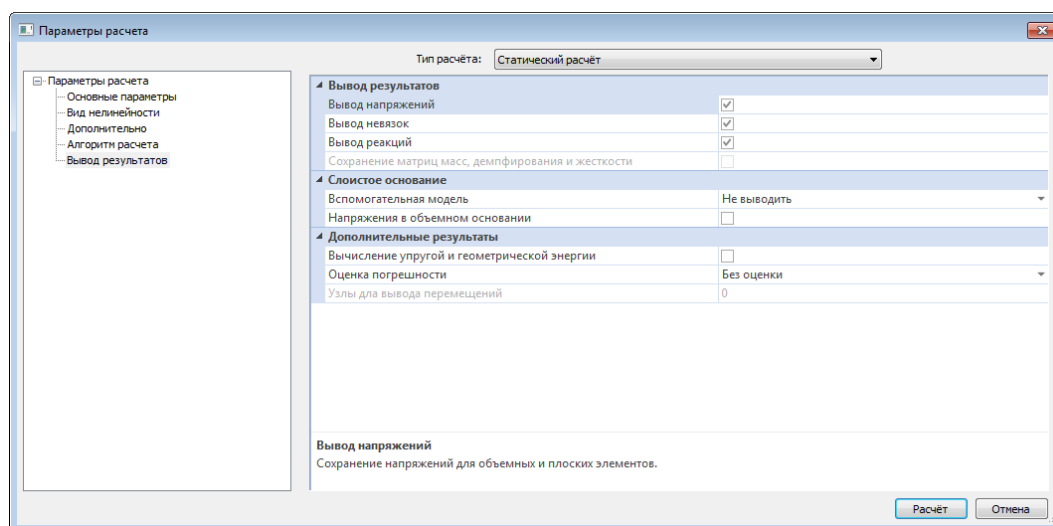 Параметры расчета
Тип расчёта: Статический расчёт
Параметры расчета
Основные параметры
Вид нелинейности
Дополнительно
Алгоритм расчета
Вывод результатов
Вывод результатов
Вывод напряжений
Вывод невязок
Вывод реакций
Сохранение матриц масс, демпфирования и жесткости
Слоистое основание
Вспомогательная модель Не выводить
Напряжения в объемном основании
Дополнительные результаты
Вычисление упругой и геометрической энергии
Оценка погрешности Без оценки
Узлы для вывода перемещений 0
Вывод напряжений
Сохранение напряжений для объемных и плоских элементов.
Расчёт Отмена